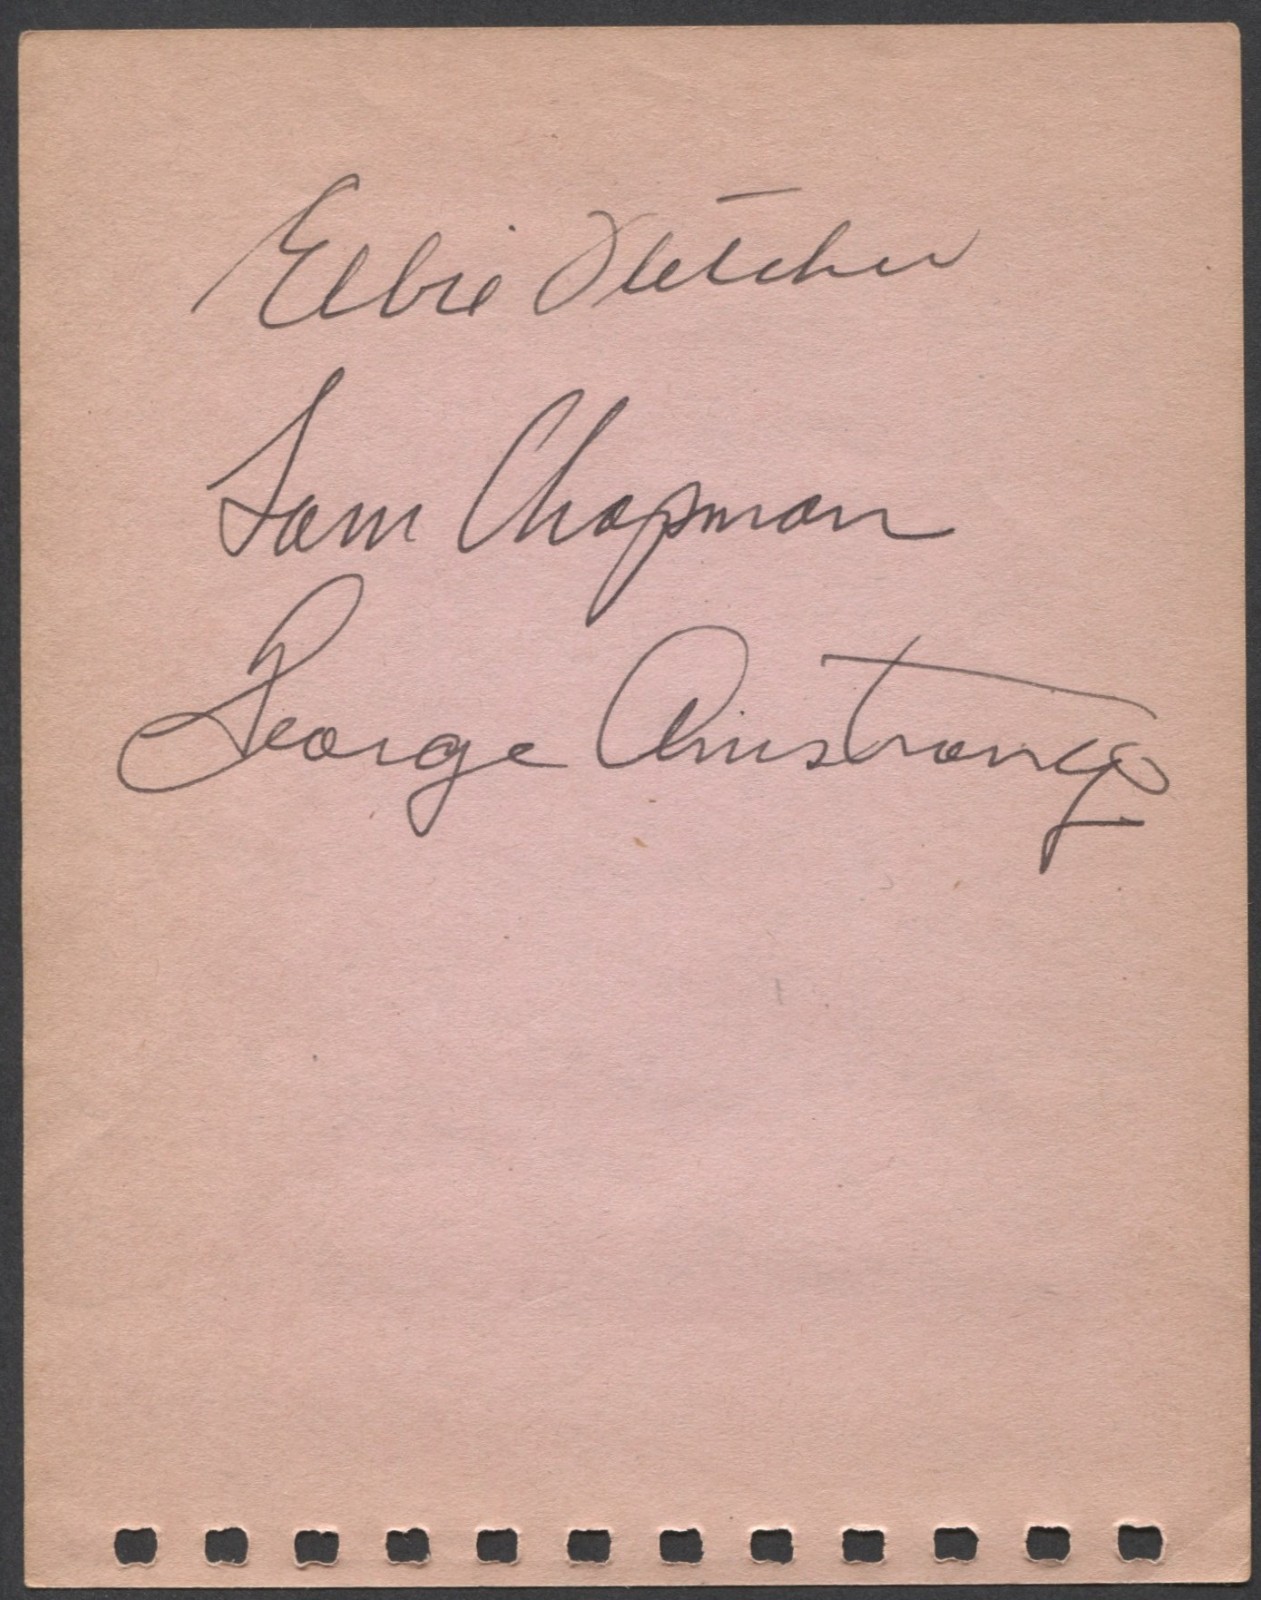 Elbie Fletcher
Sam Chapman
George Armstrong